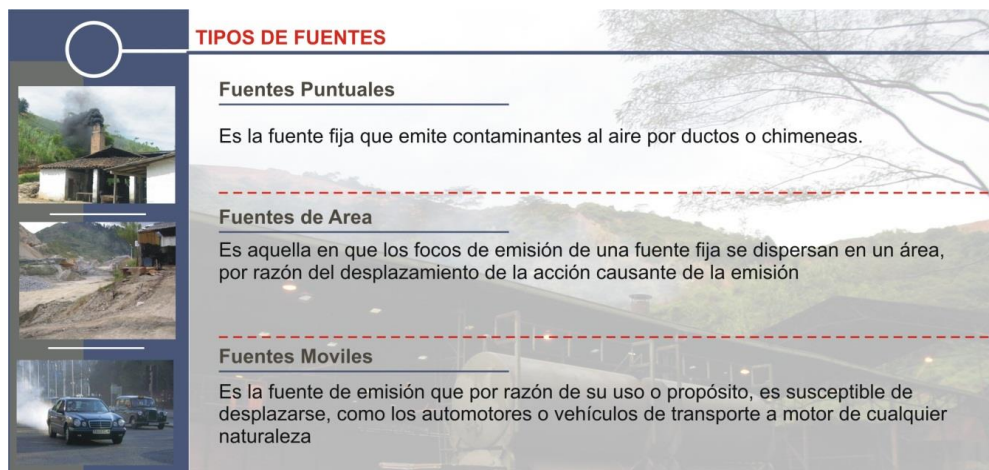 TIPOS DE FUENTES
Fuentes Puntuales
Es la fuente fija que emite contaminantes al aire por ductos o chimeneas.
Fuentes de Area
Es aquella en que los focos de emisión de una fuente fija se dispersan en un área,
por razón del desplazamiento de la acción causante de la emisión
Fuentes Moviles
Es la fuente de emisión que por razón de su uso o propósito, es susceptible de
desplazarse, como los automotores o vehículos de transporte a motor de cualquier
naturaleza